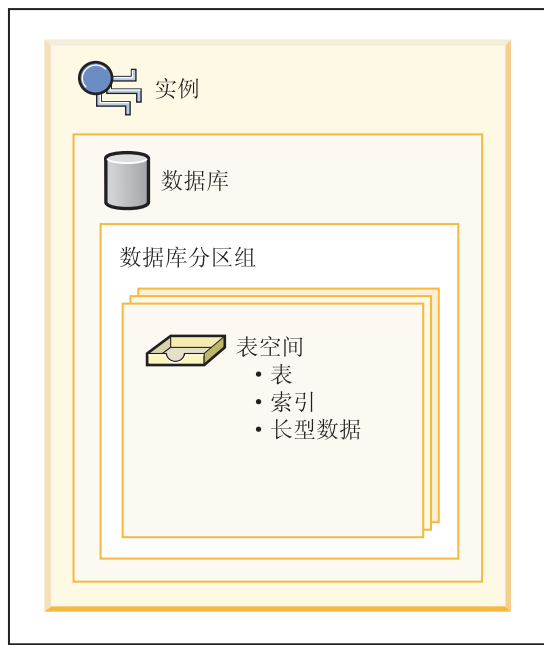 实例
数据库
数据库分区组
表空间
• 表
• 索引
• 长型数据